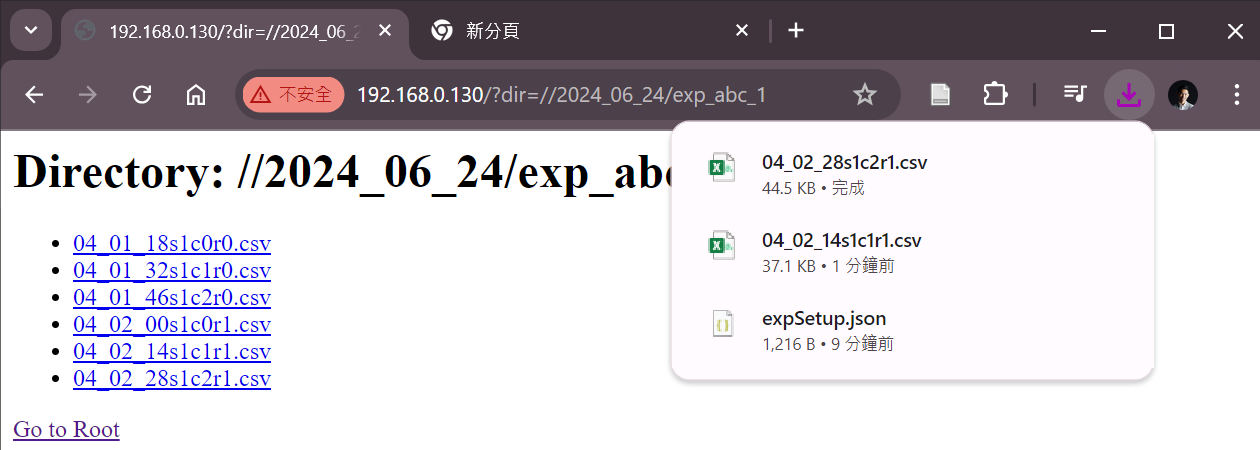 192.168.0.130/?dir=//2024_06_2
新分頁
不安全
192.168.0.130/?dir=//2024_06_24/exp_abc_1
Directory: //2024_06_24/exp_abc
04_01_18s1c0r0.csv
04_01_32s1c1r0.csv
04_01_46s1c2r0.csv
04_02_00s1c0r1.csv
04_02_14s1c1r1.csv
04_02_28s1c2r1.csv
Go to Root
04_02_28s1c2r1.csv
44.5 KB • 完成
04_02_14s1c1r1.csv
37.1 KB • 1 分鐘前
expSetup.json
1,216 B • 9 分鐘前